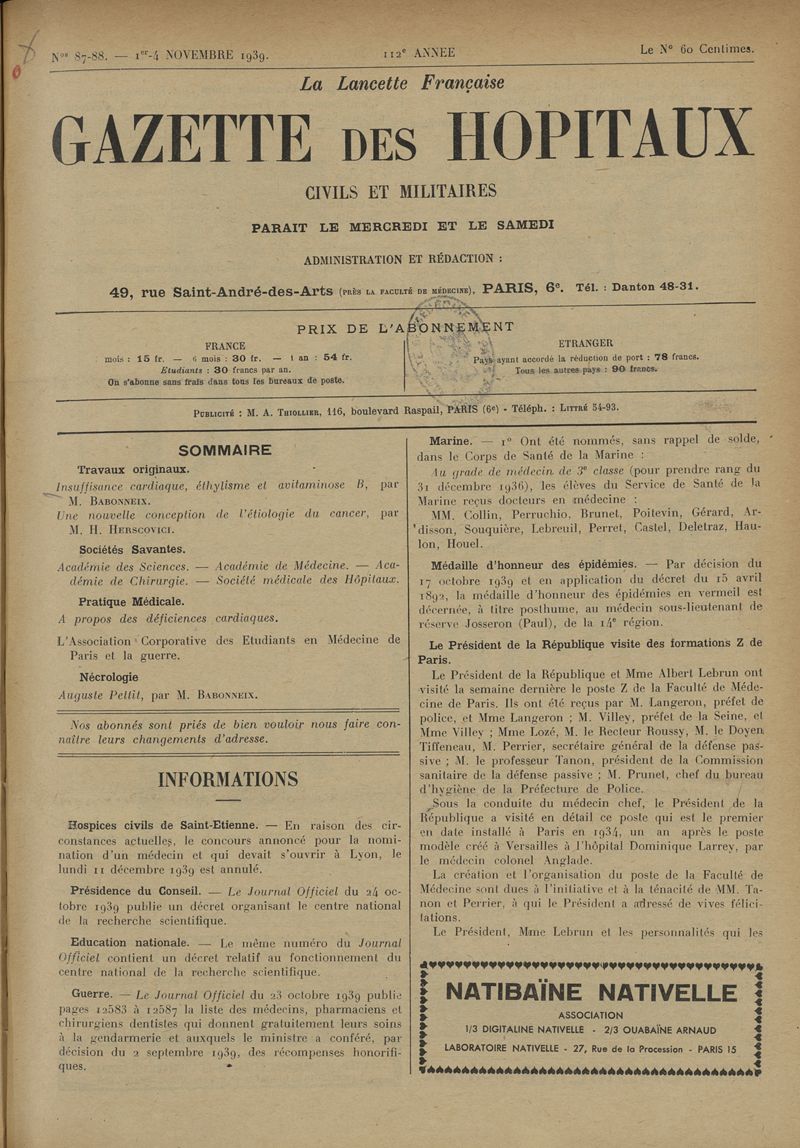 Nos 87-88. — 1er-4 NOVEMBRE 1939.
112e ANNEE
Le No 60 Centimes.
La Lancette Française
GAZETTE DES HOPITAUX
CIVILS ET MILITAIRES
PARAIT LE MERCREDI ET LE SAMEDI
ADMINISTRATION ET RÉDACTION :
49, rue Saint-André-des-Arts (PRÈS LA FACULTÉ DE MÉDECINE), PARIS, 6e. Tél. : Danton 48-31.
PRIX DE L'ABONNEMENT
FRANCE
mois : 15 fr. — 6 mois : 30 fr. — 1 an : 54 fr.
Etudiants : 30 francs par an.
On s'abonne sans frais dans tous les bureaux de poste.
ETRANGER
Pays ayant accordé la réduction de port : 78 francs.
Tous les autres pays : 90 francs.
PUBLICITÉ : M. A. THIOLLIER, 116, boulevard Raspail, PARIS (6e) - Téléph. : LITTRÉ 54-93.
SOMMAIRE
Travaux originaux.
Insuffisance cardiaque, éthylisme et avitaminose B, par
M. BABONNEIX.
Une nouvelle conception de l'étiologie du cancer, par
M. H. HERSCOVICI.
Sociétés Savantes.
Académie des Sciences. — Académie de Médecine. — Aca-
démie de Chirurgie. — Société médicale des Hôpitaux.
Pratique Médicale.
A propos des déficiences cardiaques.
L'Association Corporative des Etudiants en Médecine de
Paris et la guerre.
Nécrologie
Auguste Pettit, par M. BABONNEIX.
Nos abonnés sont priés de bien vouloir nous faire con-
naître leurs changements d'adresse.
INFORMATIONS
Hospices civils de Saint-Etienne. — En raison des cir-
constances actuelles, le concours annoncé pour la nomi-
nation d'un médecin et qui devait s'ouvrir à Lyon, le
lundi 11 décembre 1939 est annulé.
Présidence du Conseil. — Le Journal Officiel du 24 oc-
tobre 1939 publie un décret organisant le centre national
de la recherche scientifique.
Education nationale. — Le même numéro du Journal
Officiel contient un décret relatif au fonctionnement du
centre national de la recherche scientifique.
Guerre. — Le Journal Officiel du 23 octobre 1939 publie
pages 12583 à 12587 la liste des médecins, pharmaciens et
chirurgiens dentistes qui donnent gratuitement leurs soins
à la gendarmerie et auxquels le ministre a conféré, par
décision du 2 septembre 1939, des récompenses honorifi-
ques.
Marine. — 1o Ont été nommés, sans rappel de solde,
dans le Corps de Santé de la Marine :
Au grade de médecin de 3e classe (pour prendre rang du
31 décembre 1936), les élèves du Service de Santé de la
Marine reçus docteurs en médecine :
MM. Collin, Perruchio, Brunet, Poitevin, Gérard, Ar-
disson, Souquière, Lebreuil, Perret, Castel, Deletraz, Hau-
lon, Houel.
Médaille d'honneur des épidémies. — Par décision du
17 octobre 1939 et en application du décret du 15 avril
1892, la médaille d'honneur des épidémies en vermeil est
décernée, à titre posthume, au médecin sous-lieutenant de
réserve Josseron (Paul), de la 14e région.
Le Président de la République visite des formations Z de
Paris.
Le Président de la République et Mme Albert Lebrun ont
visité la semaine dernière le poste Z de la Faculté de Méde-
cine de Paris. Ils ont été reçus par M. Langeron, préfet de
police, et Mme Langeron ; M. Villey, préfet de la Seine, et
Mme Villey ; Mme Lozé, M. le Recteur Roussy, M. le Doyen
Tiffeneau, M. Perrier, secrétaire général de la défense pas-
sive ; M. le professeur Tanon, président de la Commission
sanitaire de la défense passive ; M. Prunet, chef du bureau
d'hygiène de la Préfecture de Police.
Sous la conduite du médecin chef, le Président de la
République a visité en détail ce poste qui est le premier
en date installé à Paris en 1934, un an après le poste
modèle créé à Versailles à l'hôpital Dominique Larrey, par
le médecin colonel Anglade.
La création et l'organisation du poste de la Faculté de
Médecine sont dues à l'initiative et à la ténacité de MM. Ta-
non et Perrier, à qui le Président a adressé de vives félici-
tations.
Le Président, Mme Lebrun et les personnalités qui les
NATIBAÏNE NATIVELLE
ASSOCIATION
1/3 DIGITALINE NATIVELLE - 2/3 OUABAÏNE ARNAUD
LABORATOIRE NATIVELLE - 27, Rue de la Procession - PARIS 15